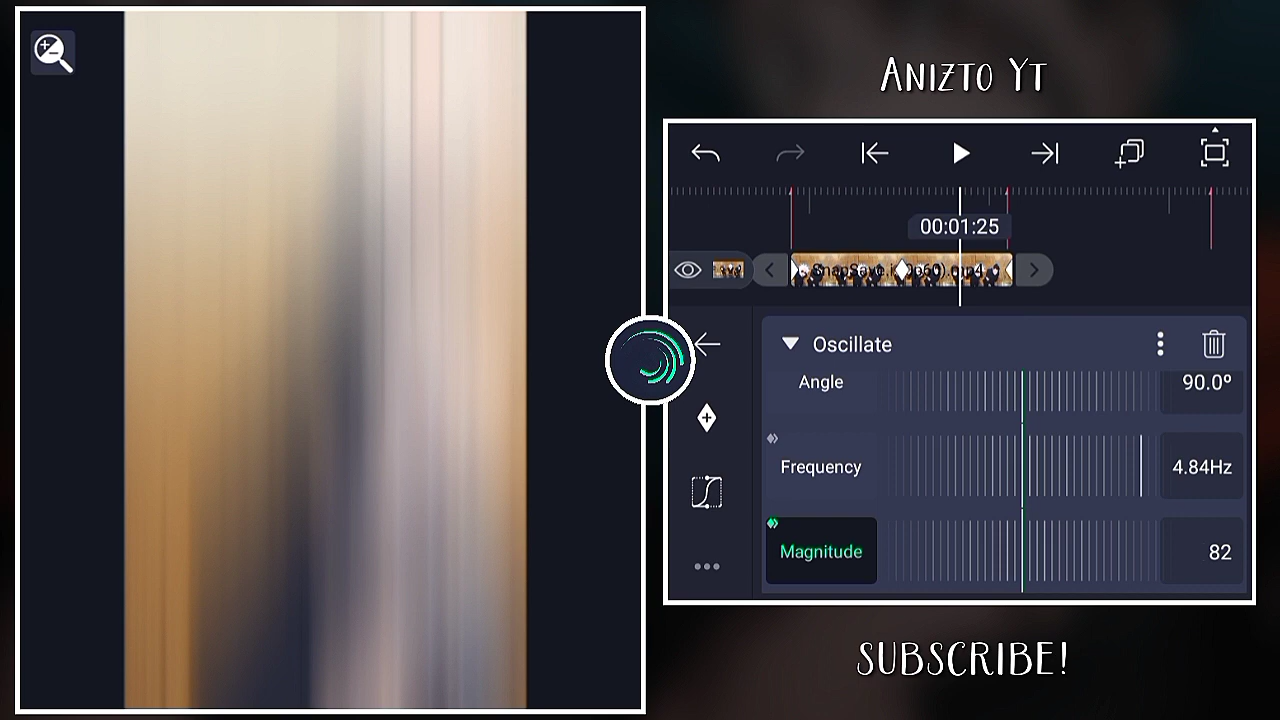 Anizto Yt
00:01:25
Oscillate
Angle
90.0º
Frequency
4.84Hz
Magnitude
82
SUBSCRIBE!